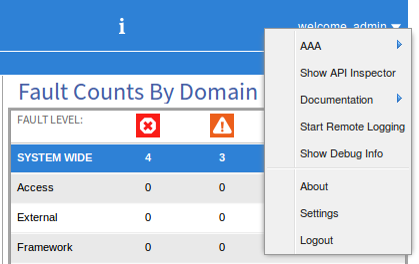 i
welcome, admin
AAA
Show API Inspector
Documentation
Start Remote Logging
Show Debug Info
About
Settings
Logout
Fault Counts By Domain
FAULT LEVEL:
SYSTEM WIDE 4 3
Access 0 0
External 0 0
Framework 0 0